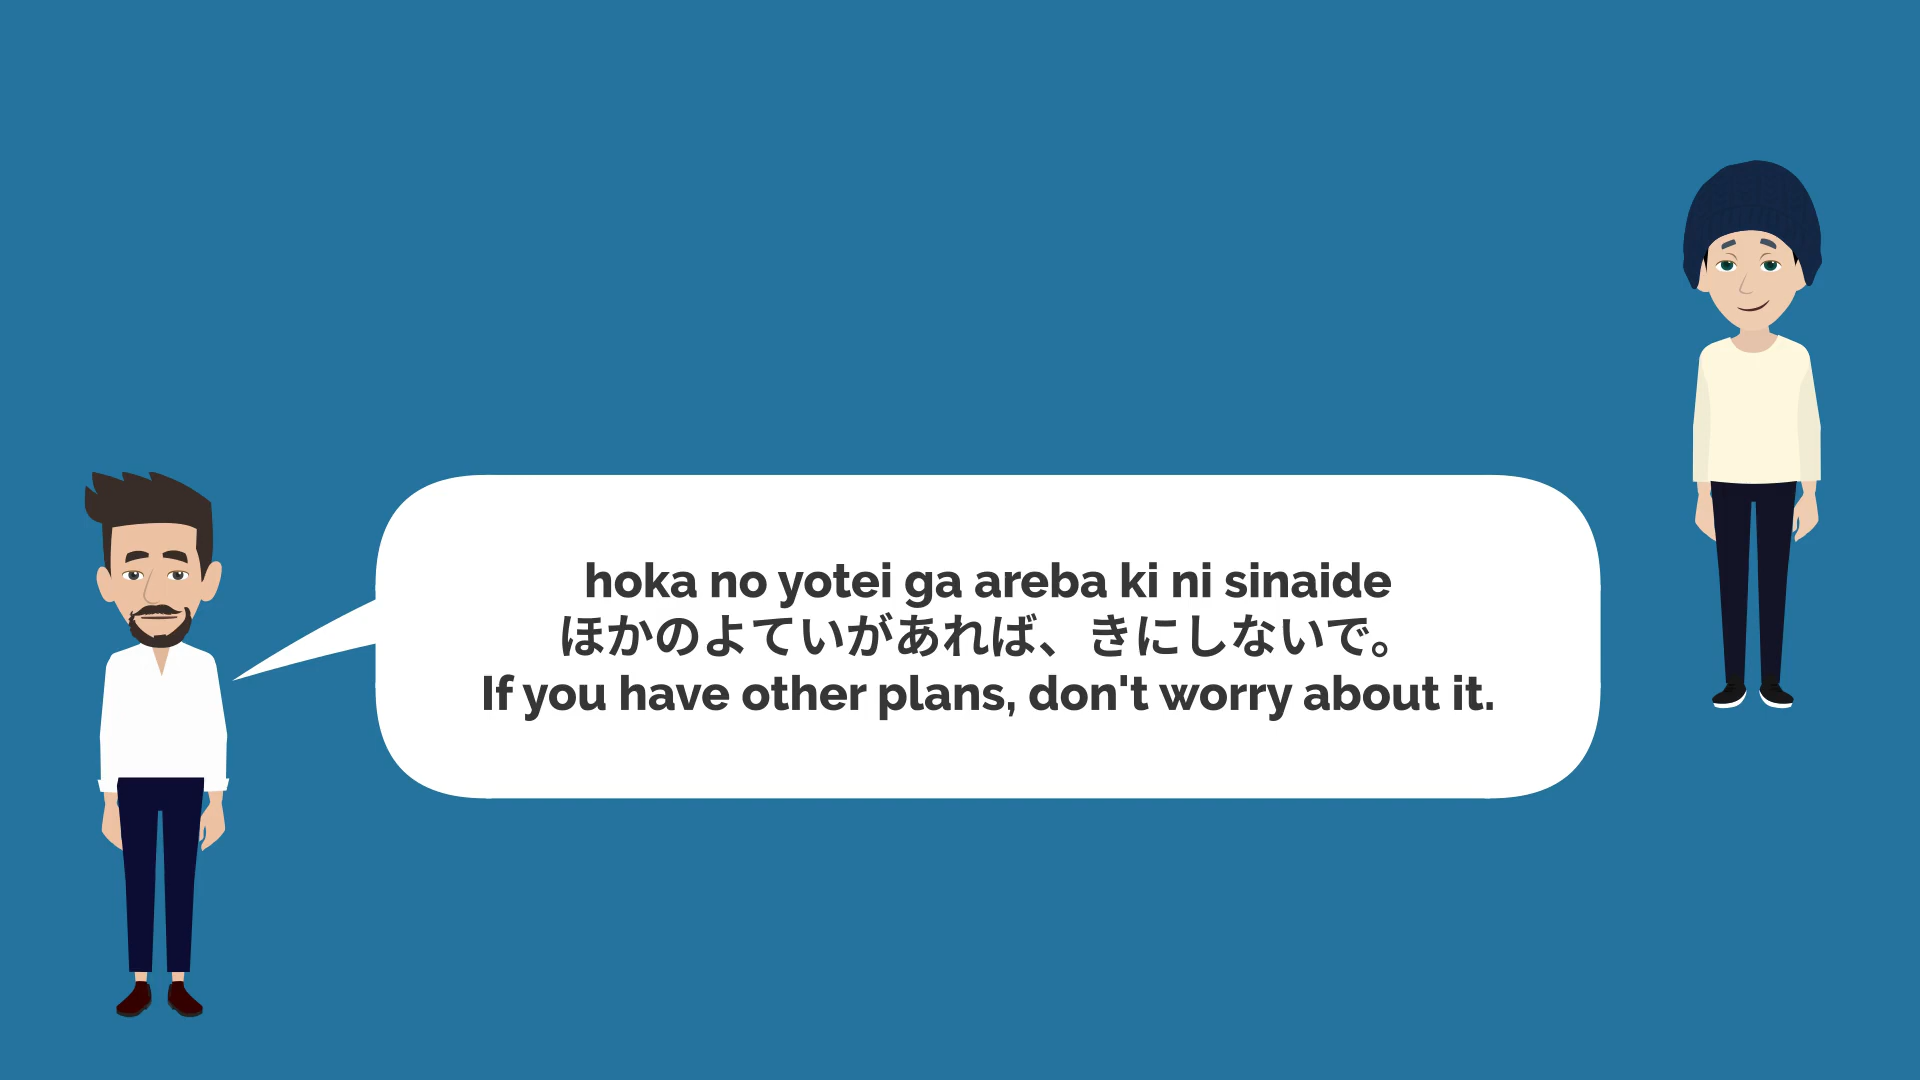 hoka no yotei ga areba ki ni sinaide
ほかのよていがあれば、きにしないで。
If you have other plans, don't worry about it.